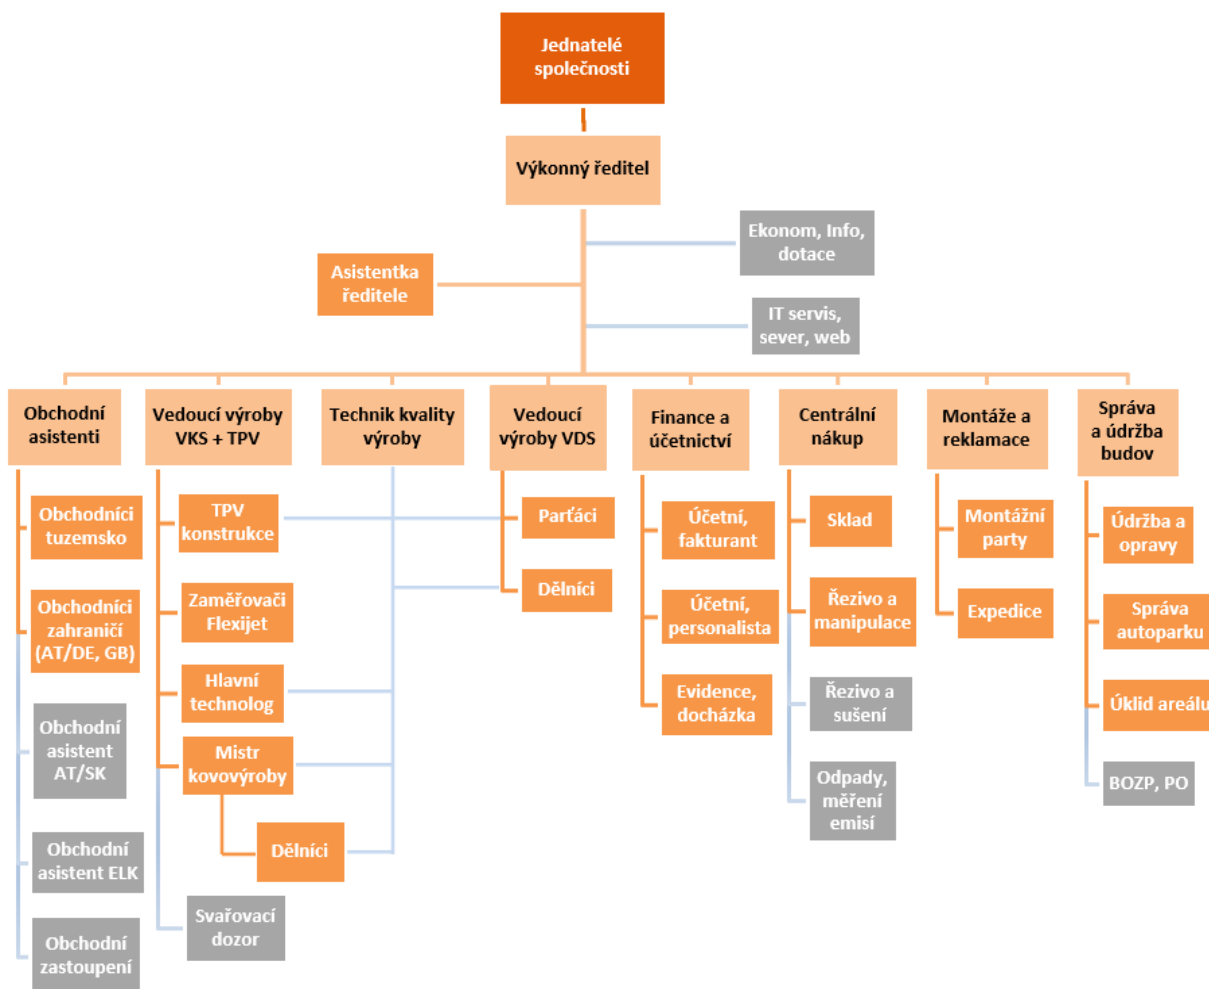 Jednatelé
společnosti
Výkonný ředitel
Ekonom, Info,
dotace
Asistentka
ředitele
IT servis,
sever, web
Obchodní
asistenti
Vedoucí výroby
VKS + TPV
Technik kvality
výroby
Vedoucí
výroby VDS
Finance a
účetnictví
Centrální
nákup
Montáže a
reklamace
Správa
a údržba
budov
Obchodníci
tuzemsko
Obchodníci
zahraničí
(AT/DE, GB)
Obchodní
asistent
AT/SK
Obchodní
asistent ELK
Obchodní
zastoupení
TPV
konstrukce
Zaměřovači
Flexijet
Hlavní
technolog
Mistr
kovovýroby
Dělníci
Svařovací
dozor
Parťáci
Dělníci
Účetní,
fakturant
Účetní,
personalista
Evidence,
docházka
Sklad
Řezivo a
manipulace
Řezivo a
sušení
Odpady,
měření
emisí
Montážní
party
Expedice
Údržba a
opravy
Správa
autoparku
Úklid areálu
BOZP, PO